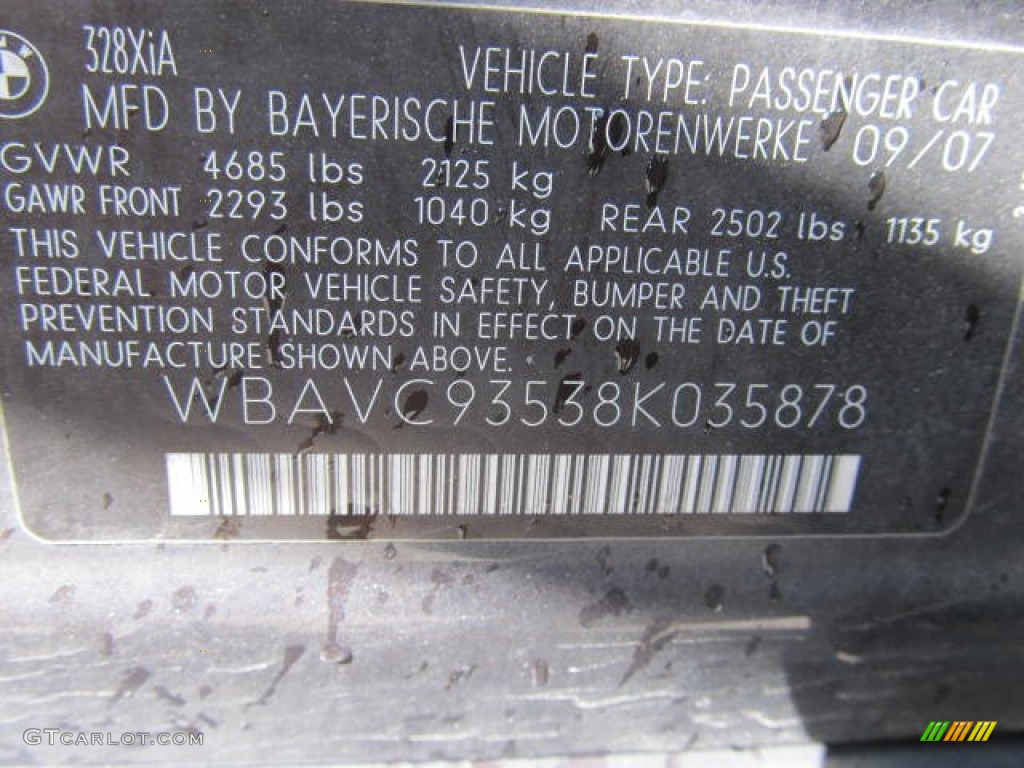 328XiA
VEHICLE TYPE: PASSENGER CAR
MFD BY BAYERISCHE MOTORENWERKE 09/07
GVWR 4685 lbs 2125 kg
GAWR FRONT 2293 lbs 1040 kg REAR 2502 lbs 1135 kg
THIS VEHICLE CONFORMS TO ALL APPLICABLE U.S.
FEDERAL MOTOR VEHICLE SAFETY, BUMPER AND THEFT
PREVENTION STANDARDS IN EFFECT ON THE DATE OF
MANUFACTURE SHOWN ABOVE.
WBAVC93538K035878
GTCARLOT.COM